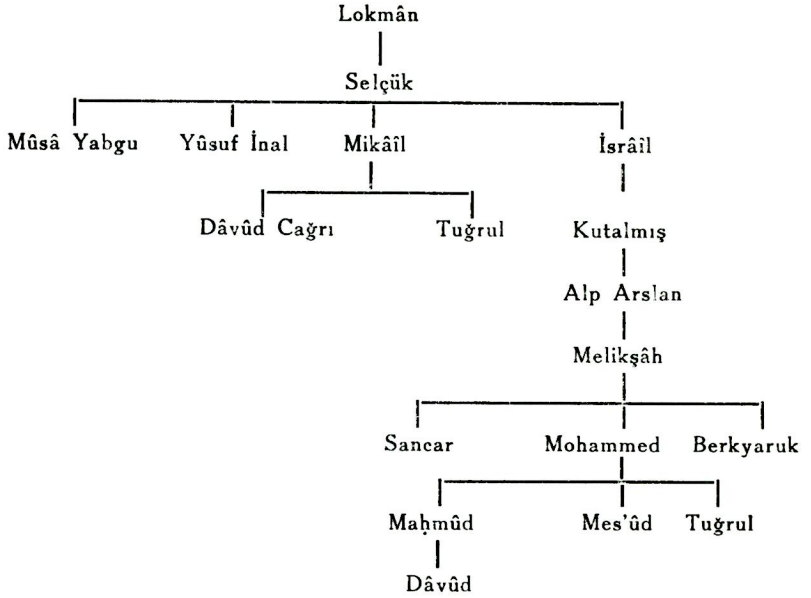 Lokmân
Selçük
Mûsâ Yabgu Yûsuf İnal Mikâîl İsrâîl
Dâvûd Cağrı Tuğrul Kutalmış
Alp Arslan
Melikşâh
Sancar Mohammed Berkyaruk
Maḥmûd Mes'ûd Tuğrul
Dâvûd